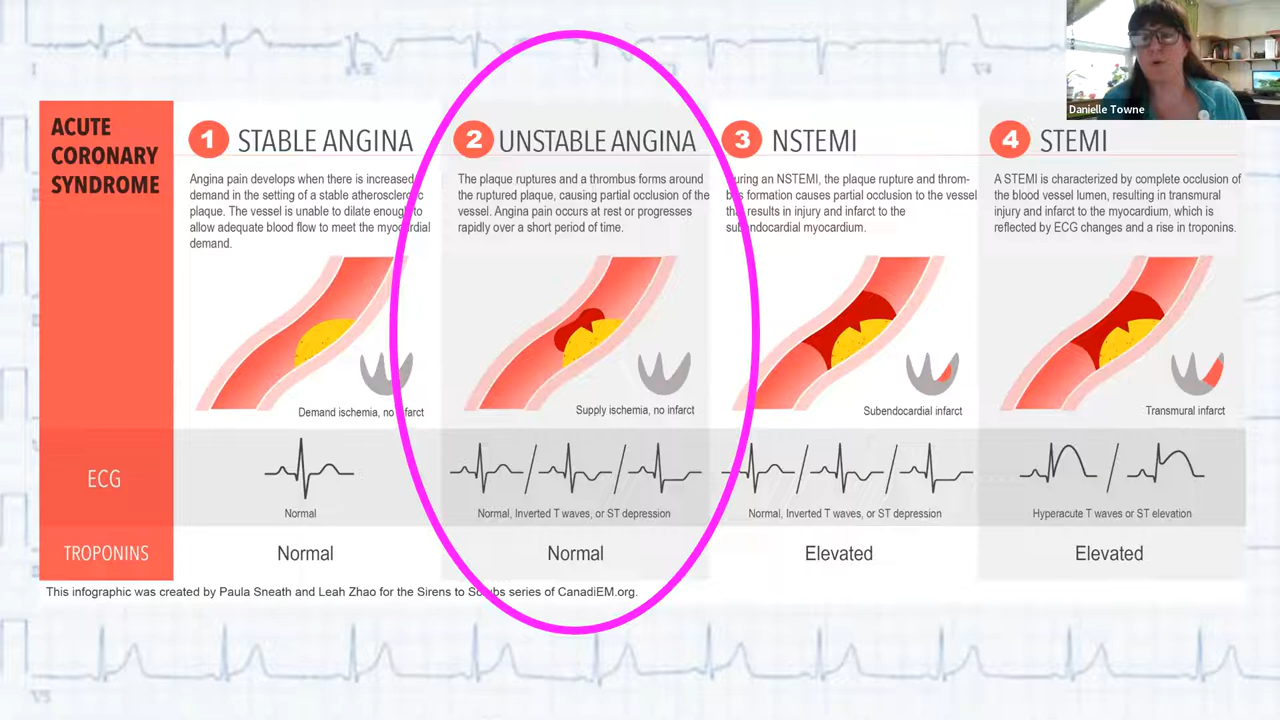 Danielle Towne
ACUTE
CORONARY
SYNDROME
1 STABLE ANGINA
Angina pain develops when there is increased
demand in the setting of a stable atherosclerotic
plaque. The vessel is unable to dilate enough to
allow adequate blood flow to meet the myocardial
demand.
Demand ischemia, no infarct
2 UNSTABLE ANGINA
The plaque ruptures and a thrombus forms around
the ruptured plaque, causing partial occlusion of the
vessel. Angina pain occurs at rest or progresses
rapidly over a short period of time.
Supply ischemia, no infarct
3 NSTEMI
During an NSTEMI, the plaque rupture and throm-
bus formation causes partial occlusion to the vessel
that results in injury and infarct to the
subendocardial myocardium.
Subendocardial infarct
4 STEMI
A STEMI is characterized by complete occlusion of
the blood vessel lumen, resulting in transmural
injury and infarct to the myocardium, which is
reflected by ECG changes and a rise in troponins.
Transmural infarct
ECG
Normal
Normal, Inverted T waves, or ST depression
Normal, Inverted T waves, or ST depression
Hyperacute T waves or ST elevation
TROPONINS
Normal
Normal
Elevated
Elevated
This infographic was created by Paula Sneath and Leah Zhao for the Sirens to Scrubs series of CanadiEM.org.
V5